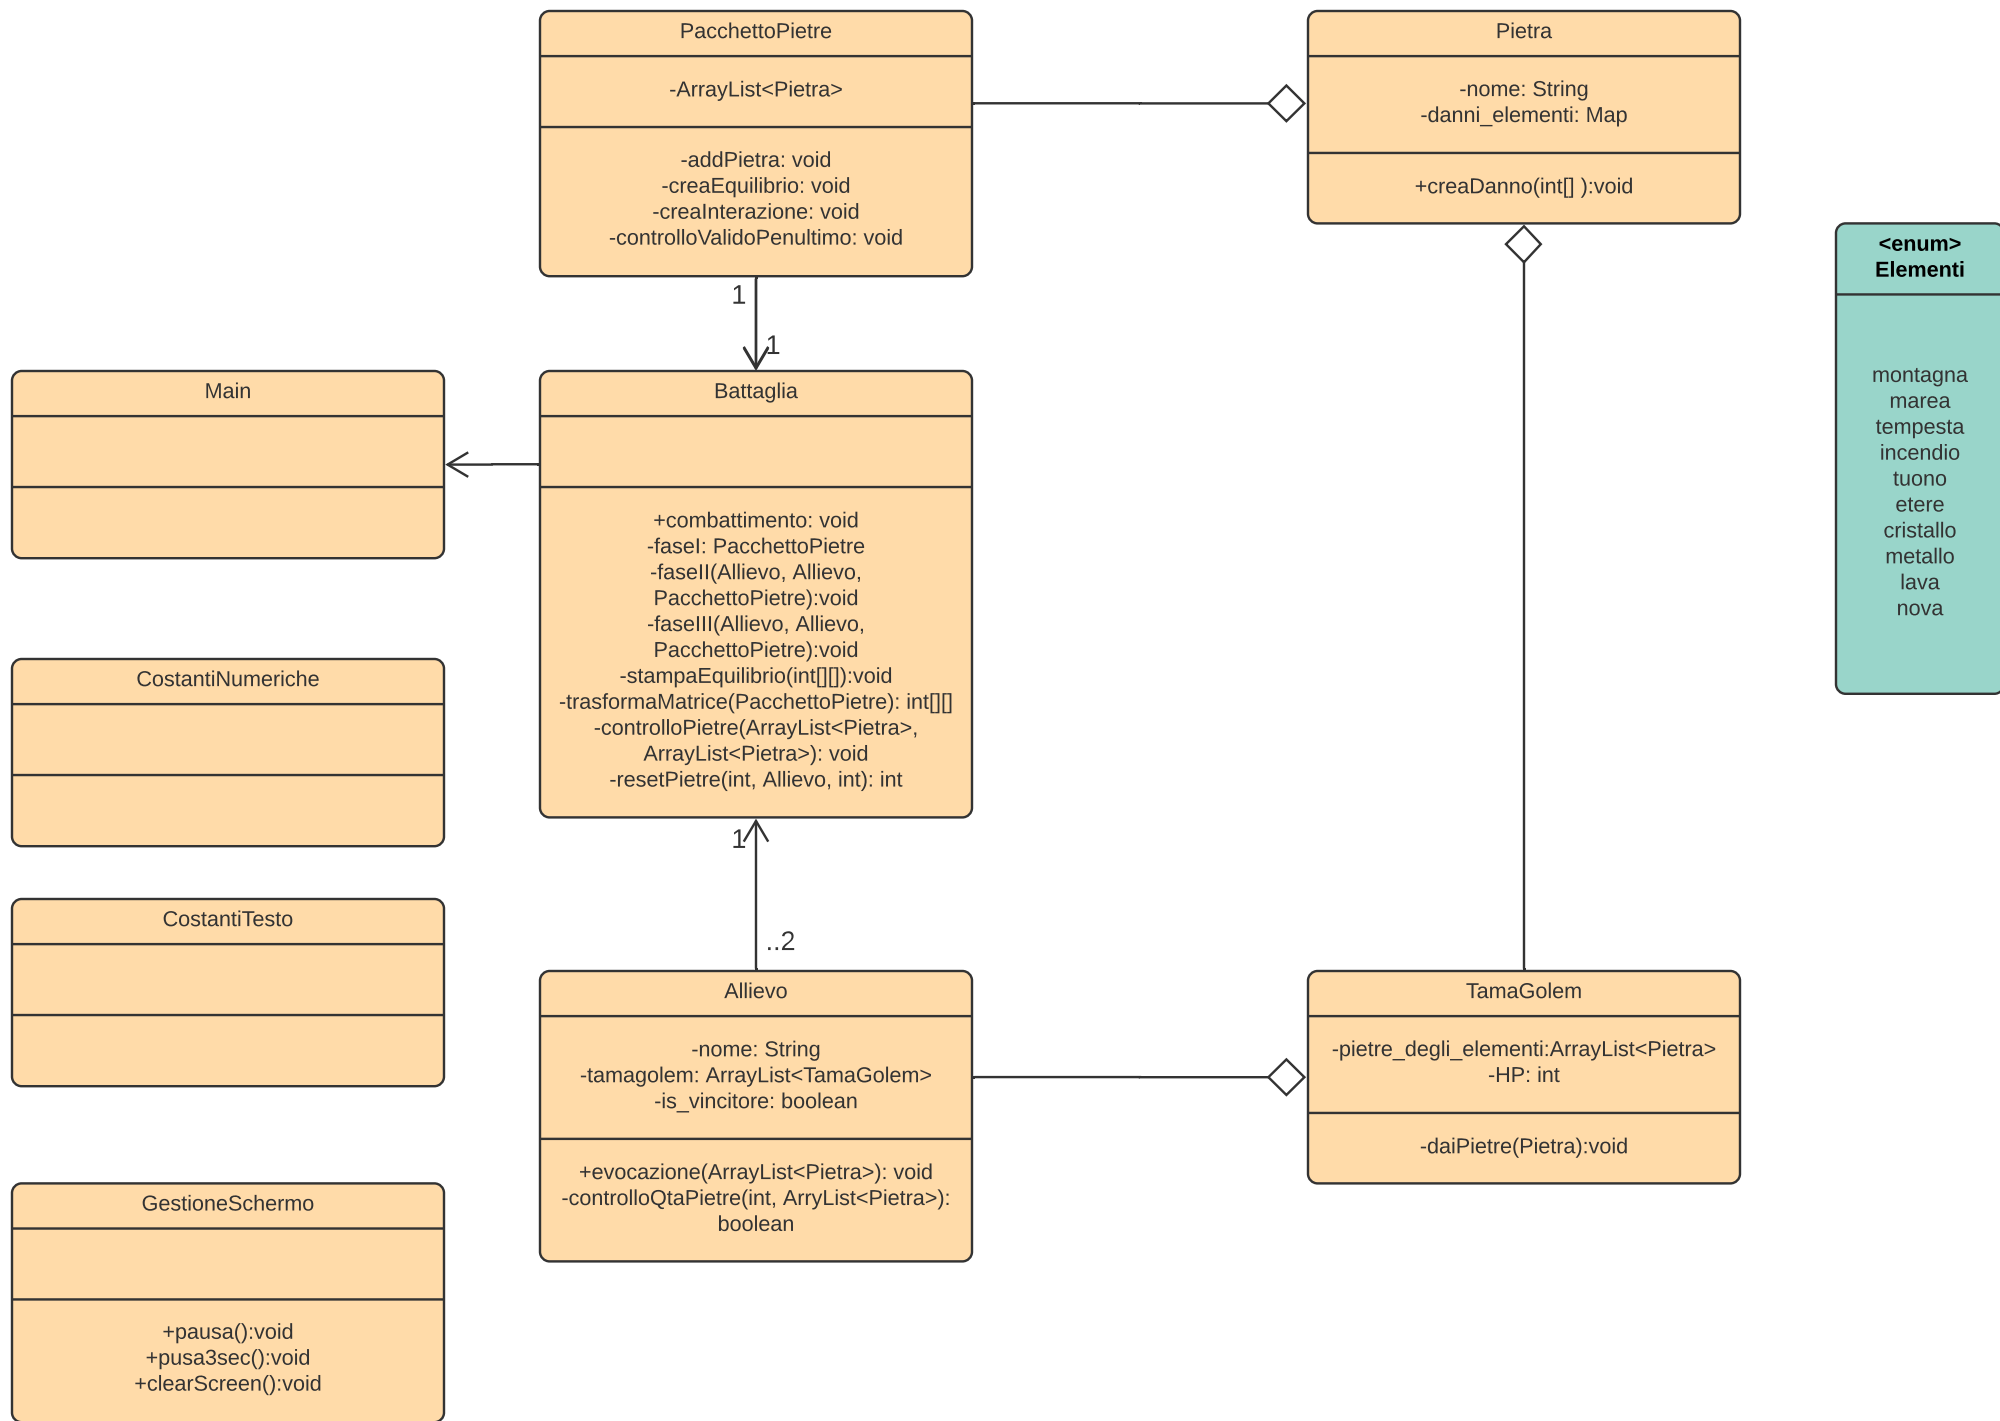 PacchettoPietre
-ArrayList<Pietra>
-addPietra: void
-creaEquilibrio: void
-creaInterazione: void
-controlloValidoPenultimo: void
Pietra
-nome: String
-danni_elementi: Map
+creaDanno(int[] ):void
<enum>
Elementi
montagna
marea
tempesta
incendio
tuono
etere
cristallo
metallo
lava
nova
1
1
Main
Battaglia
+combattimento: void
-faseI: PacchettoPietre
-faseII(Allievo, Allievo,
PacchettoPietre):void
-faseIII(Allievo, Allievo,
PacchettoPietre):void
-stampaEquilibrio(int[][]):void
-trasformaMatrice(PacchettoPietre): int[][]
-controlloPietre(ArrayList<Pietra>,
ArrayList<Pietra>): void
-resetPietre(int, Allievo, int): int
CostantiNumeriche
1
..2
CostantiTesto
Allievo
-nome: String
-tamagolem: ArrayList<TamaGolem>
-is_vincitore: boolean
+evocazione(ArrayList<Pietra>): void
-controlloQtaPietre(int, ArryList<Pietra>):
boolean
TamaGolem
-pietre_degli_elementi:ArrayList<Pietra>
-HP: int
-daiPietre(Pietra):void
GestioneSchermo
+pausa():void
+pusa3sec():void
+clearScreen():void